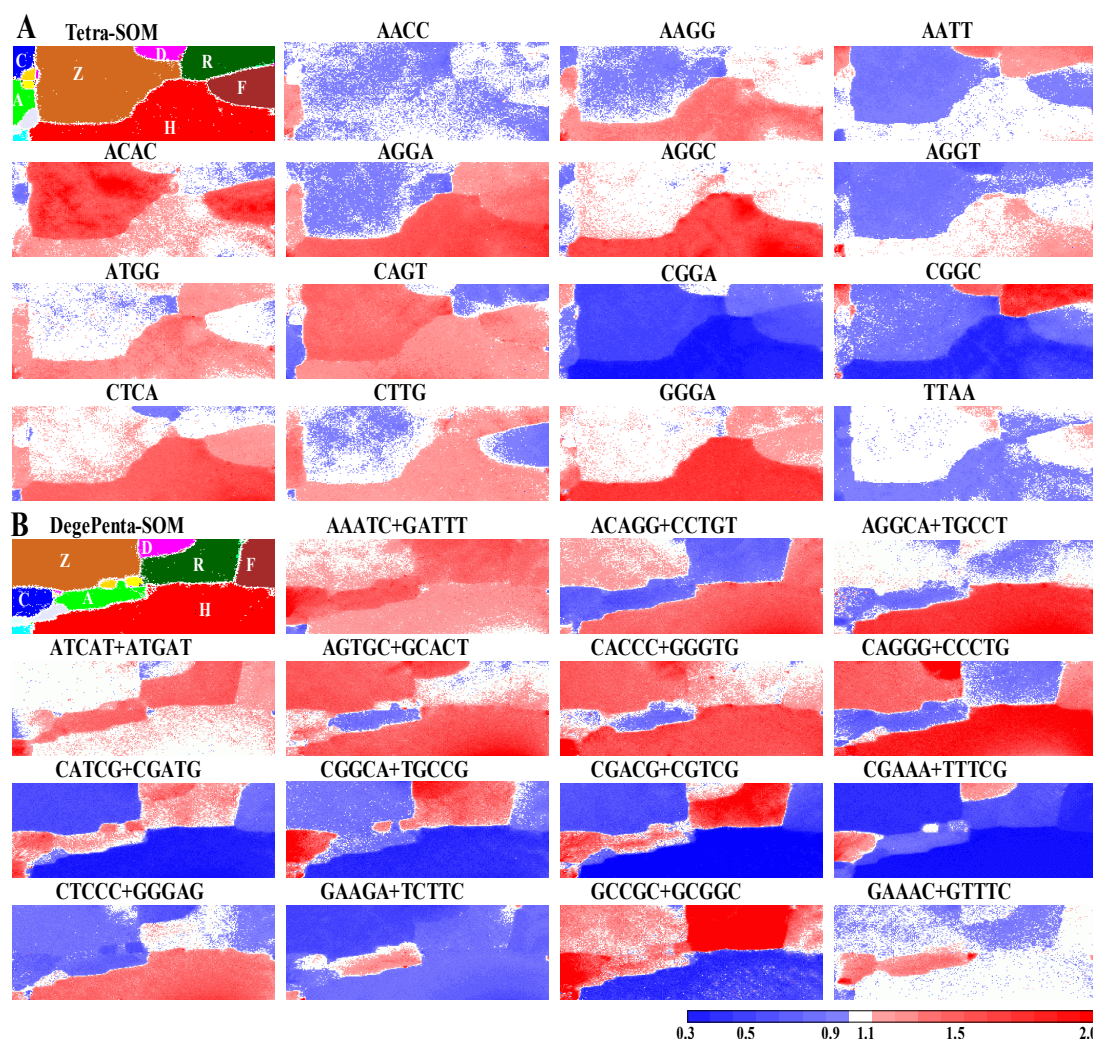 A Tetra-SOM AACC AAGG AATT
C Z D R A F H
ACAC AGGA AGGC AGGT
ATGG CAGT CGGA CGGC
CTCA CTTG GGGA TTAA
B DegePenta-SOM AAATC+GATTT ACAGG+CCTGT AGGCA+TGCCT
Z D R F C A H
ATCAT+ATGAT AGTGC+GCACT CACCC+GGGTG CAGGG+CCCTG
CATCG+CGATG CGGCA+TGCCG CGACG+CGTCG CGAAA+TTTCG
CTCCC+GGGAG GAAGA+TCTTC GCCGC+GCGGC GAAAC+GTTTC
0.3 0.5 0.9 1.1 1.5 2.0